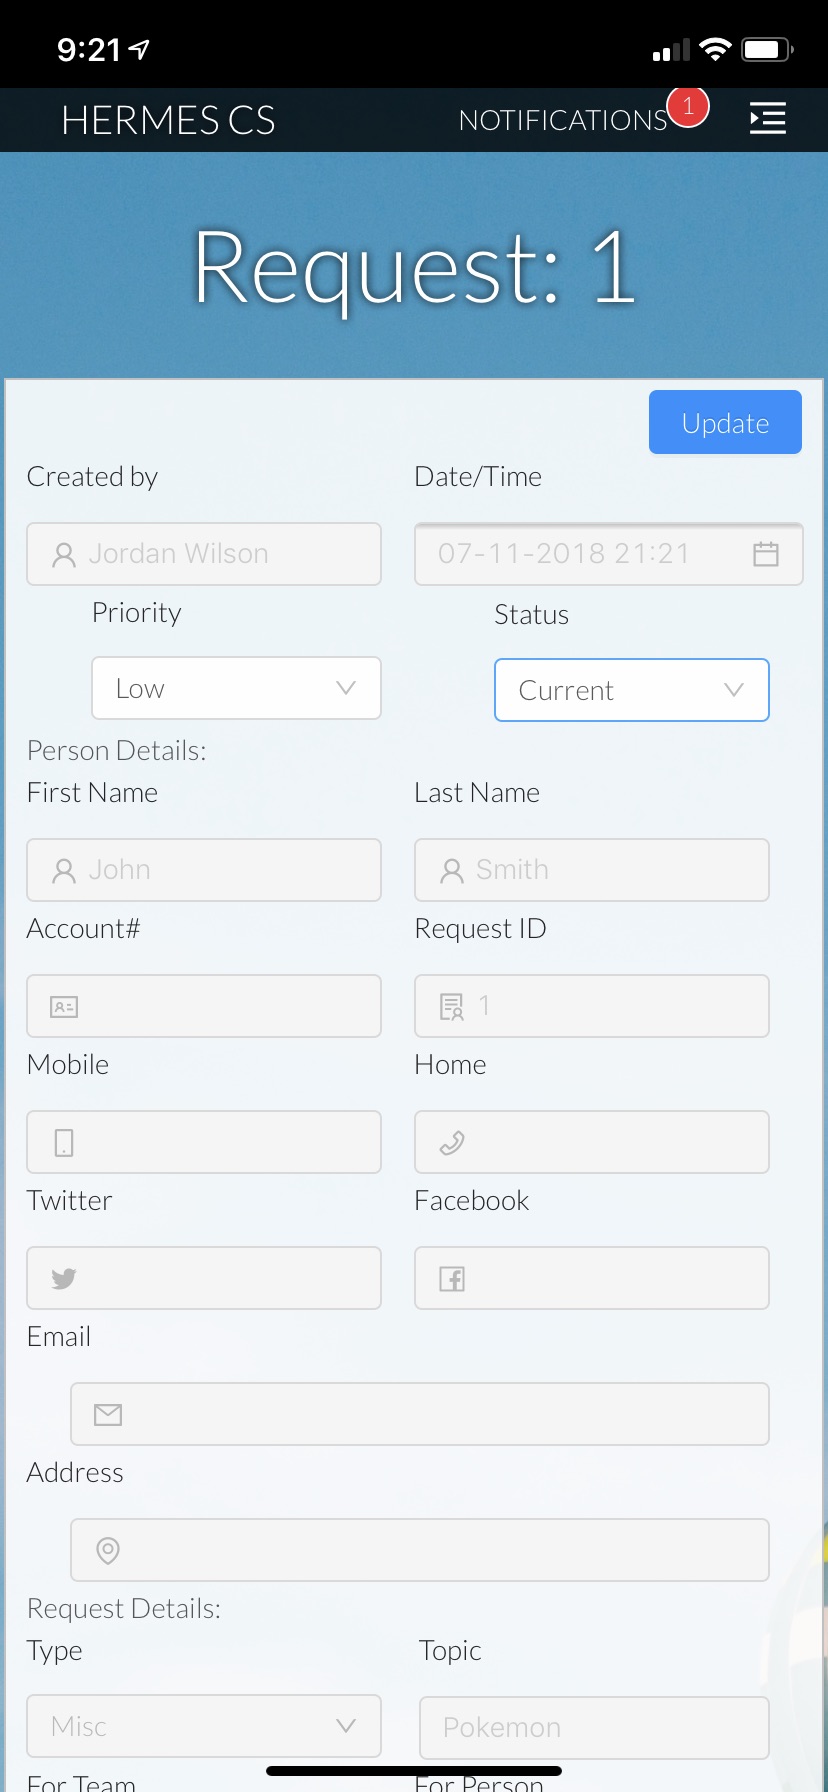 9:21
HERMES CS NOTIFICATIONS 1
Request: 1
Update
Created by Date/Time
Jordan Wilson 07-11-2018 21:21
Priority Status
Low Current
Person Details:
First Name Last Name
John Smith
Account# Request ID
1
Mobile Home
Twitter Facebook
Email
Address
Request Details:
Type Topic
Misc Pokemon
For Team For Person